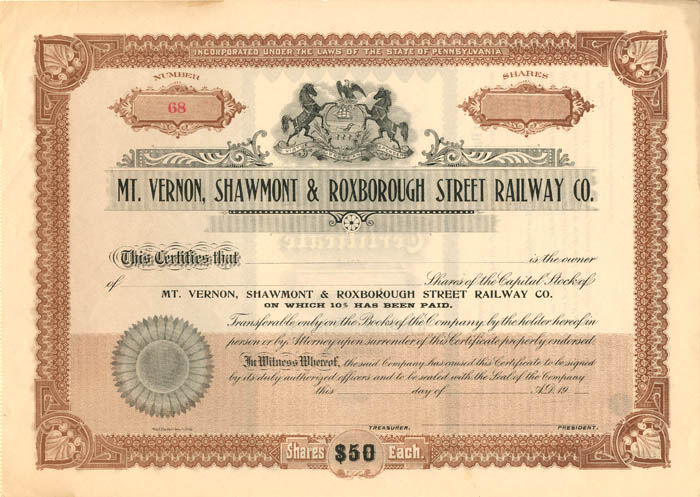 INCORPORATED UNDER THE LAWS OF THE STATE OF PENNSYLVANIA
NUMBER
SHARES
68
MT. VERNON, SHAWMONT & ROXBOROUGH STREET RAILWAY CO.
Certificate
This Certifies that is the owner
of Shares of the Capital Stock of
MT. VERNON, SHAWMONT & ROXBOROUGH STREET RAILWAY CO.
ON WHICH 10% HAS BEEN PAID.
Transferable only on the Books of the Company, by the holder hereof in
person or by Attorney upon surrender of this Certificate properly endorsed.
In Witness Whereof, the said Company has caused this Certificate to be signed
by its duly authorized officers and to be sealed with the Seal of the Company
this day of A.D. 19
TREASURER.
PRESIDENT.
Shares $50 Each.